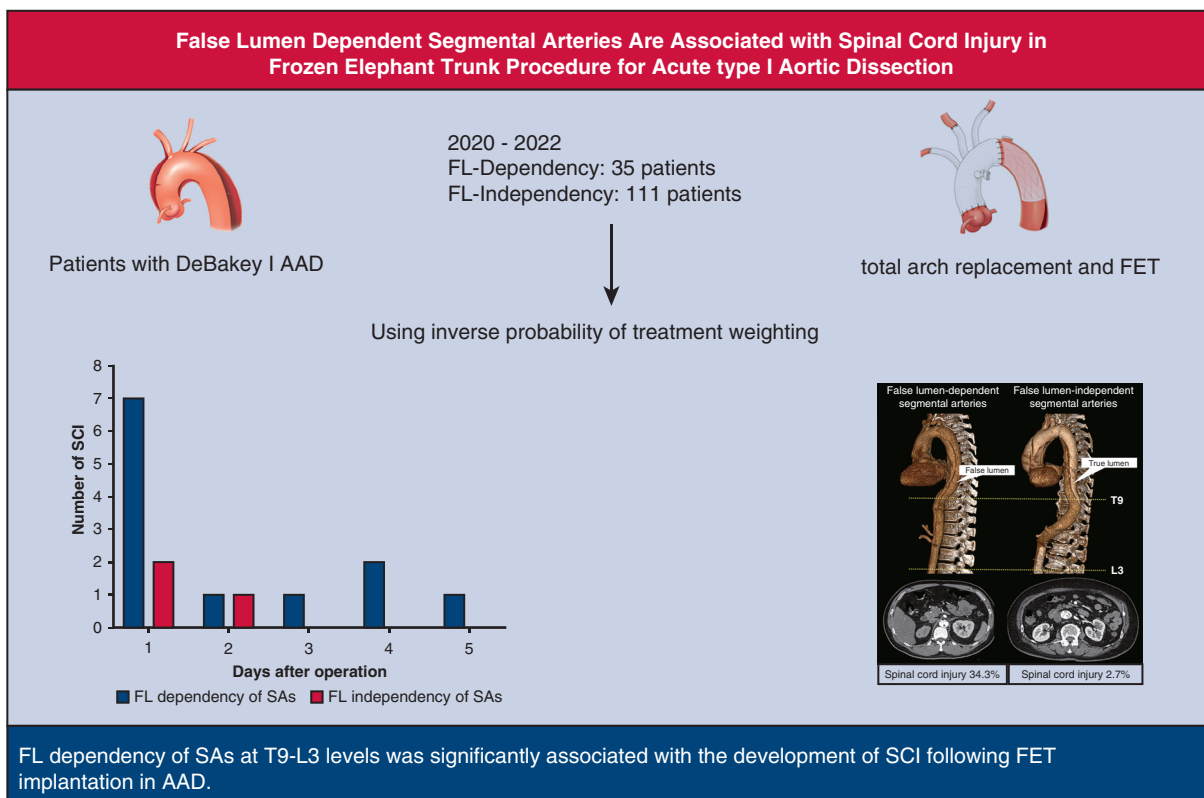 False Lumen Dependent Segmental Arteries Are Associated with Spinal Cord Injury in
Frozen Elephant Trunk Procedure for Acute type I Aortic Dissection
2020 - 2022
FL-Dependency: 35 patients
FL-Independency: 111 patients
Patients with DeBakey I AAD
total arch replacement and FET
Using inverse probability of treatment weighting
Number of SCI
8
7
6
5
4
3
2
1
0
1 2 3 4 5
Days after operation
FL dependency of SAs FL independency of SAs
False lumen-dependent
segmental arteries
False lumen-independent
segmental arteries
False lumen
True lumen
T9
L3
Spinal cord injury 34.3%
Spinal cord injury 2.7%
FL dependency of SAs at T9-L3 levels was significantly associated with the development of SCI following FET
implantation in AAD.